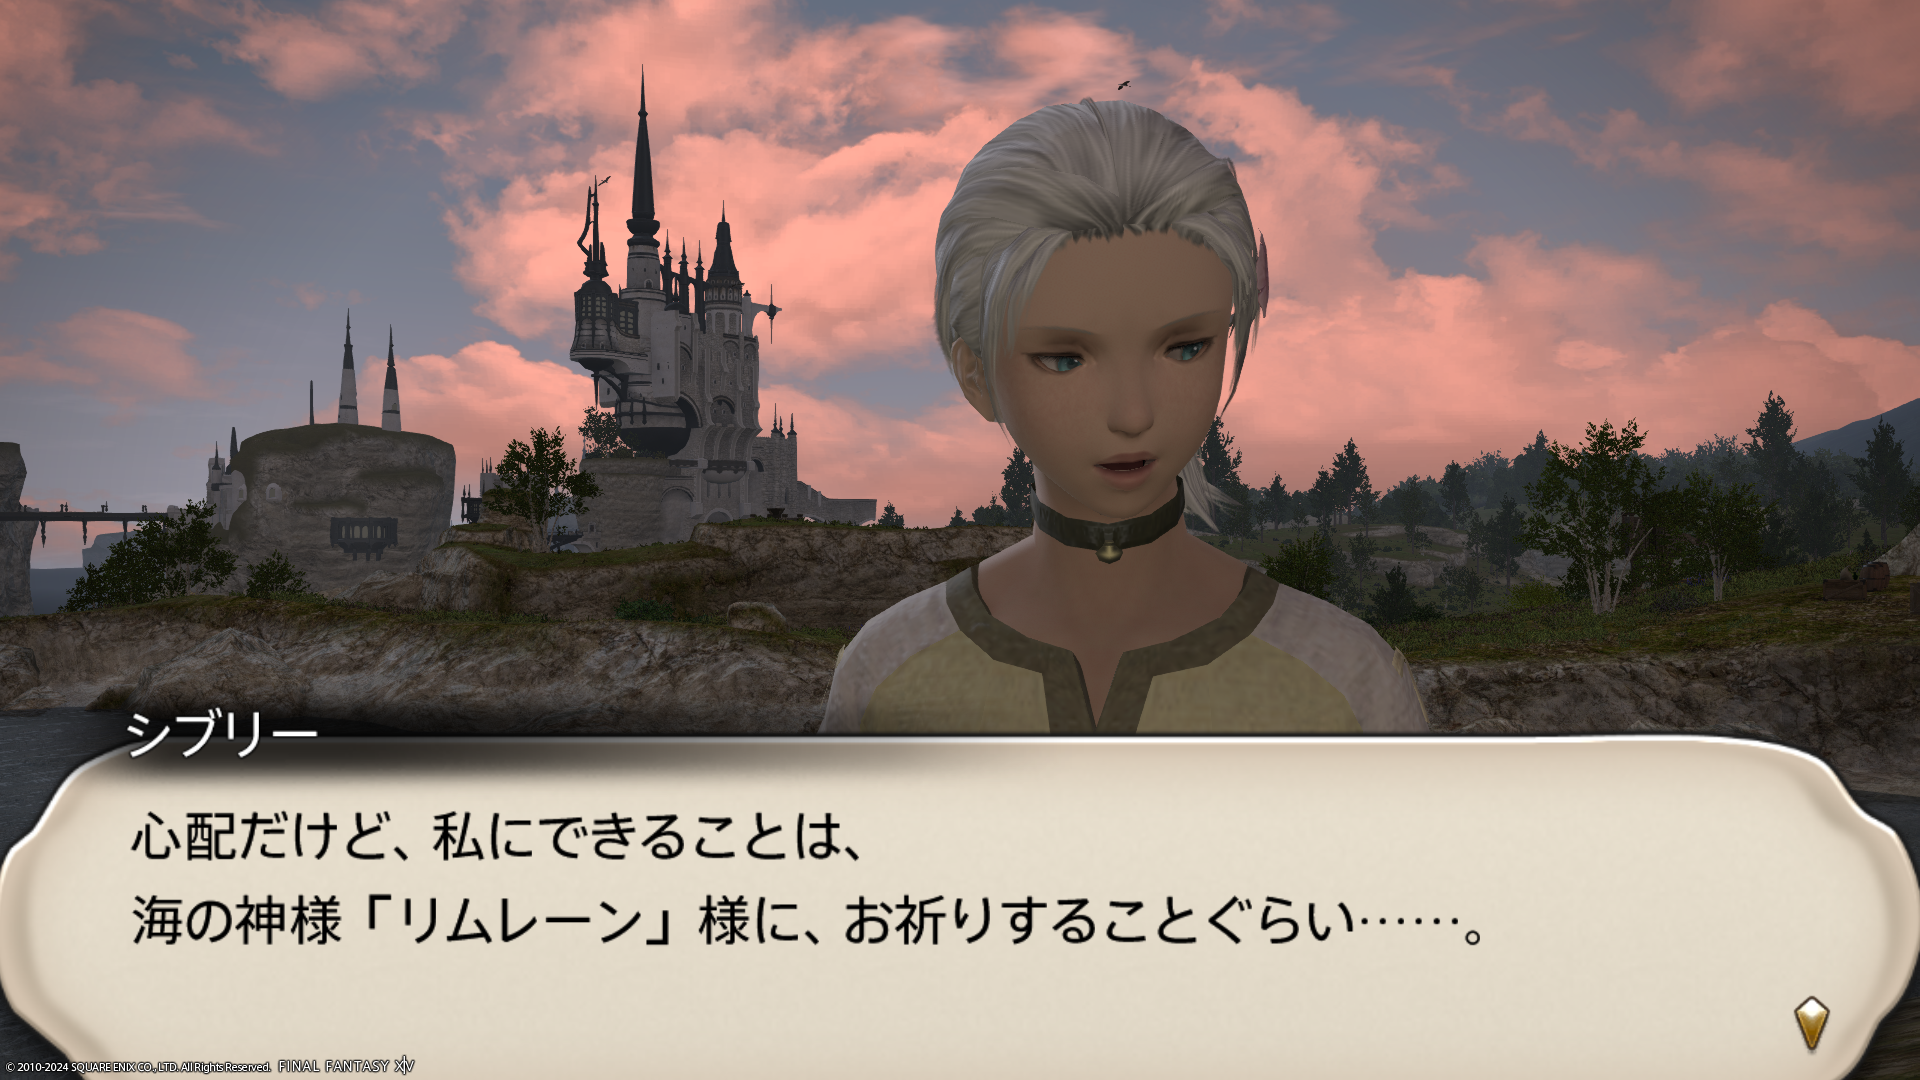 シブリー
心配だけど、私にできることは、
海の神様「リムレーン」様に、お祈りすることぐらい……。
© 2010-2024 SQUARE ENIX CO., LTD. All Rights Reserved. FINAL FANTASY XIV